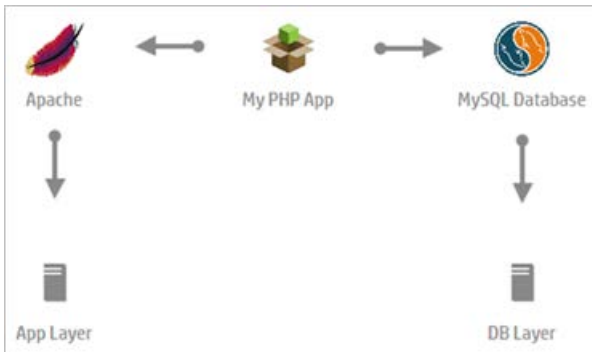 Apache
My PHP App
MySQL Database
App Layer
DB Layer